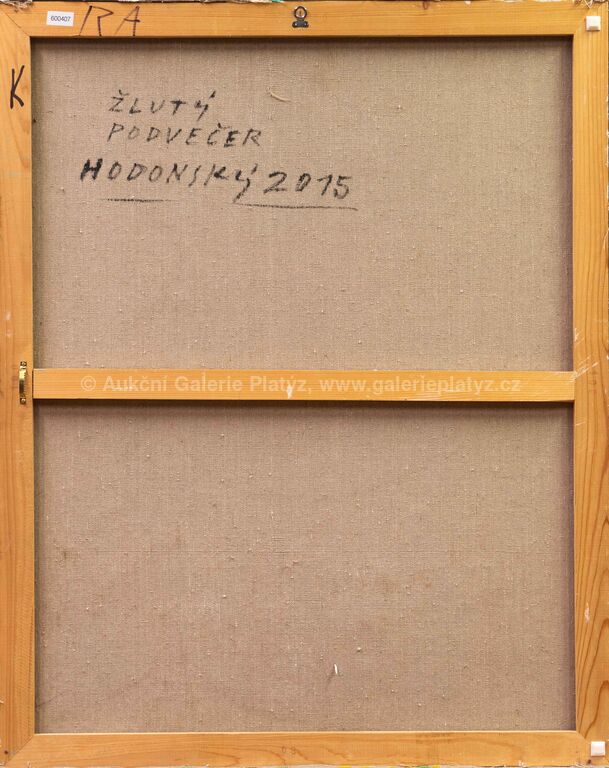 600407
RA
K
ŽLUTÝ
PODVEČER
HODONSKÝ 2015
© Aukční Galerie Platýz, www.galerieplatyz.cz